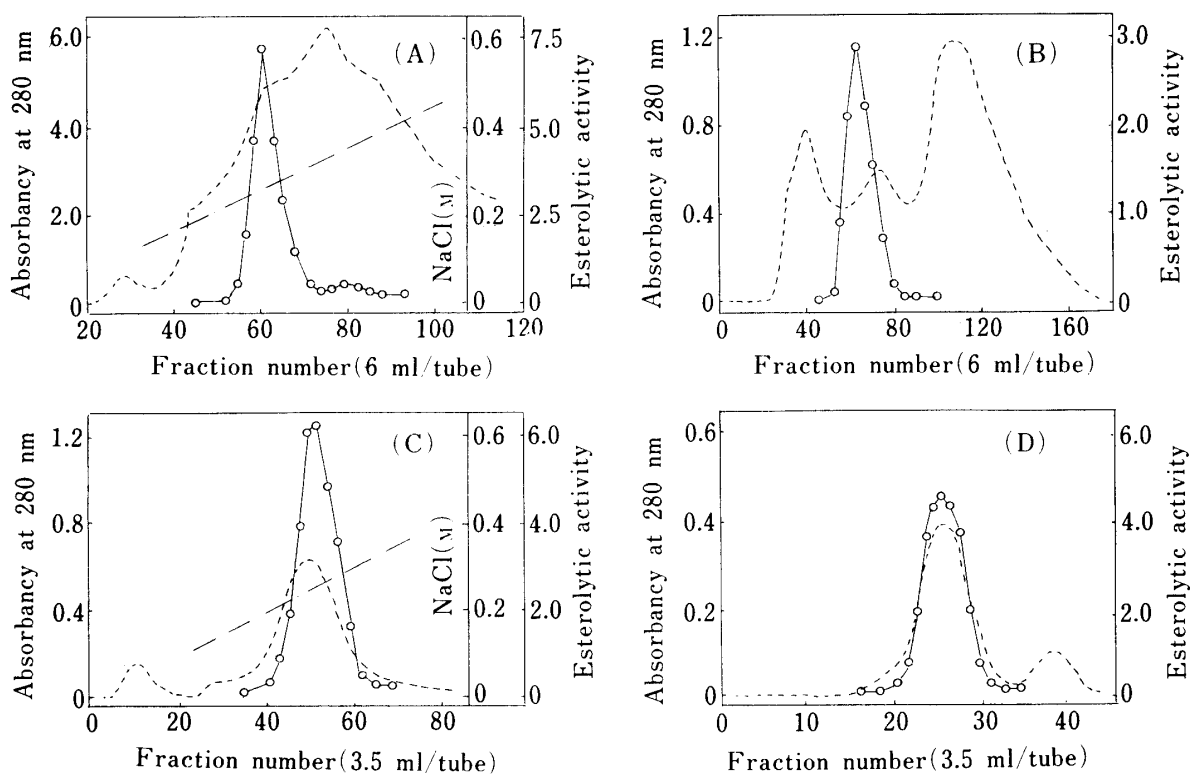 (A)
Absorbancy at 280 nm
6.0
4.0
2.0
0
NaCl(M)
0.6
0.4
0.2
0
Esterolytic activity
7.5
5.0
2.5
0
20 40 60 80 100 120
Fraction number(6 ml/tube)
(B)
Absorbancy at 280 nm
1.2
0.8
0.4
0
Esterolytic activity
3.0
2.0
1.0
0
0 40 80 120 160
Fraction number(6 ml/tube)
(C)
Absorbancy at 280 nm
1.2
0.8
0.4
0
NaCl(M)
0.6
0.4
0.2
0
Esterolytic activity
6.0
4.0
2.0
0
0 20 40 60 80
Fraction number(3.5 ml/tube)
(D)
Absorbancy at 280 nm
0.6
0.4
0.2
0
Esterolytic activity
6.0
4.0
2.0
0
0 10 20 30 40
Fraction number(3.5 ml/tube)